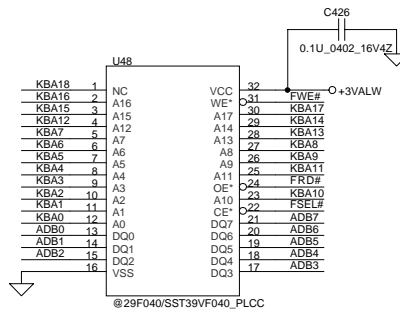 C426
0.1U_0402_16V4Z
U48
+3VALW
KBA18 1 NC VCC 32
KBA16 2 A16 WE* 31 FWE#
KBA15 3 A15 A17 30 KBA17
KBA12 4 A12 A14 29 KBA14
KBA7 5 A7 A13 28 KBA13
KBA6 6 A6 A8 27 KBA8
KBA5 7 A5 A9 26 KBA9
KBA4 8 A4 A11 25 KBA11
KBA3 9 A3 OE* 24 FRD#
KBA2 10 A2 A10 23 KBA10
KBA1 11 A1 CE* 22 FSEL#
KBA0 12 A0 DQ7 21 ADB7
ADB0 13 DQ0 DQ6 20 ADB6
ADB1 14 DQ1 DQ5 19 ADB5
ADB2 15 DQ2 DQ4 18 ADB4
16 VSS DQ3 17 ADB3
@29F040/SST39VF040_PLCC